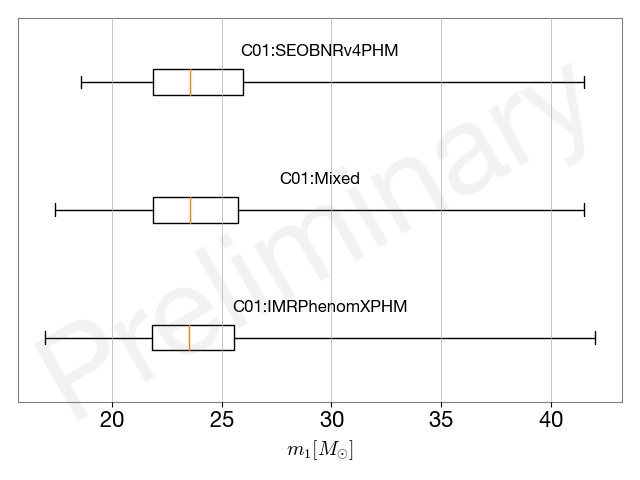 C01:SEOBNRv4PHM
C01:Mixed
C01:IMRPhenomXPHM
Preliminary
20 25 30 35 40
m₁[M☉]